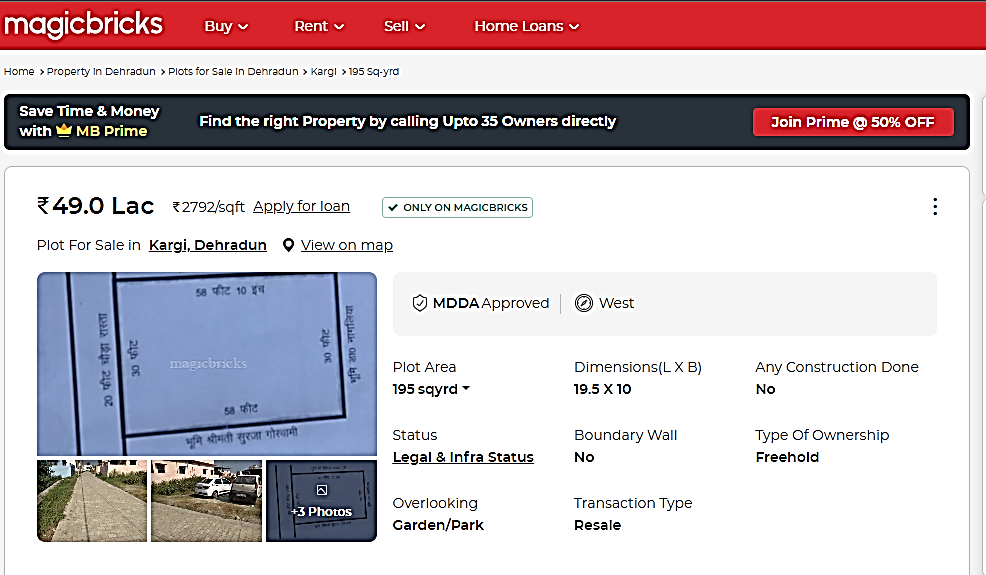 magicbricks
Buy Rent Sell Home Loans
Home > Property in Dehradun > Plots for Sale in Dehradun > Kargi > 195 Sq-yrd
Save Time & Money
with MB Prime
Find the right Property by calling Upto 35 Owners directly
Join Prime @ 50% OFF
₹49.0 Lac ₹2792/sqft Apply for loan ONLY ON MAGICBRICKS
Plot For Sale in Kargi, Dehradun View on map
58 फीट 10 इंच
20 फीट चौड़ा रास्ता
30 फीट
magicbricks
30 फीट
भूमि डा0 नागलिया
58 फीट
भूमि श्रीमती सुरजा गोस्वामी
+3 Photos
MDDA Approved West
Plot Area Dimensions(L X B) Any Construction Done
195 sqyrd 19.5 X 10 No
Status Boundary Wall Type Of Ownership
Legal & Infra Status No Freehold
Overlooking Transaction Type
Garden/Park Resale